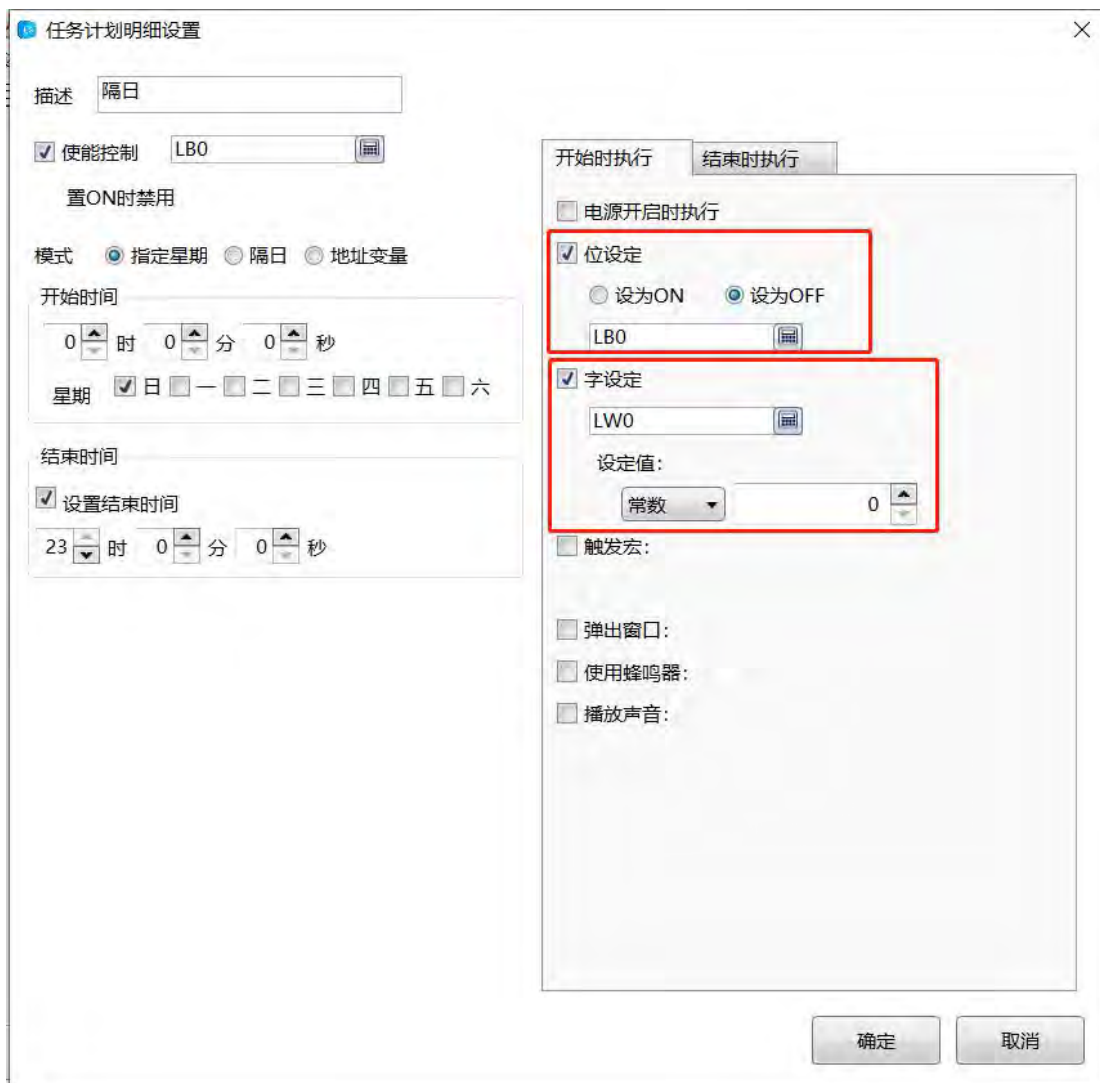 任务计划明细设置
描述 隔日
使能控制 LB0
置ON时禁用
模式 指定星期 隔日 地址变量
开始时间
0 时 0 分 0 秒
星期 日 一 二 三 四 五 六
结束时间
设置结束时间
23 时 0 分 0 秒
开始时执行 结束时执行
电源开启时执行
位设定
设为ON 设为OFF
LB0
字设定
LW0
设定值：
常数 0
触发宏：
弹出窗口：
使用蜂鸣器：
播放声音：
确定 取消